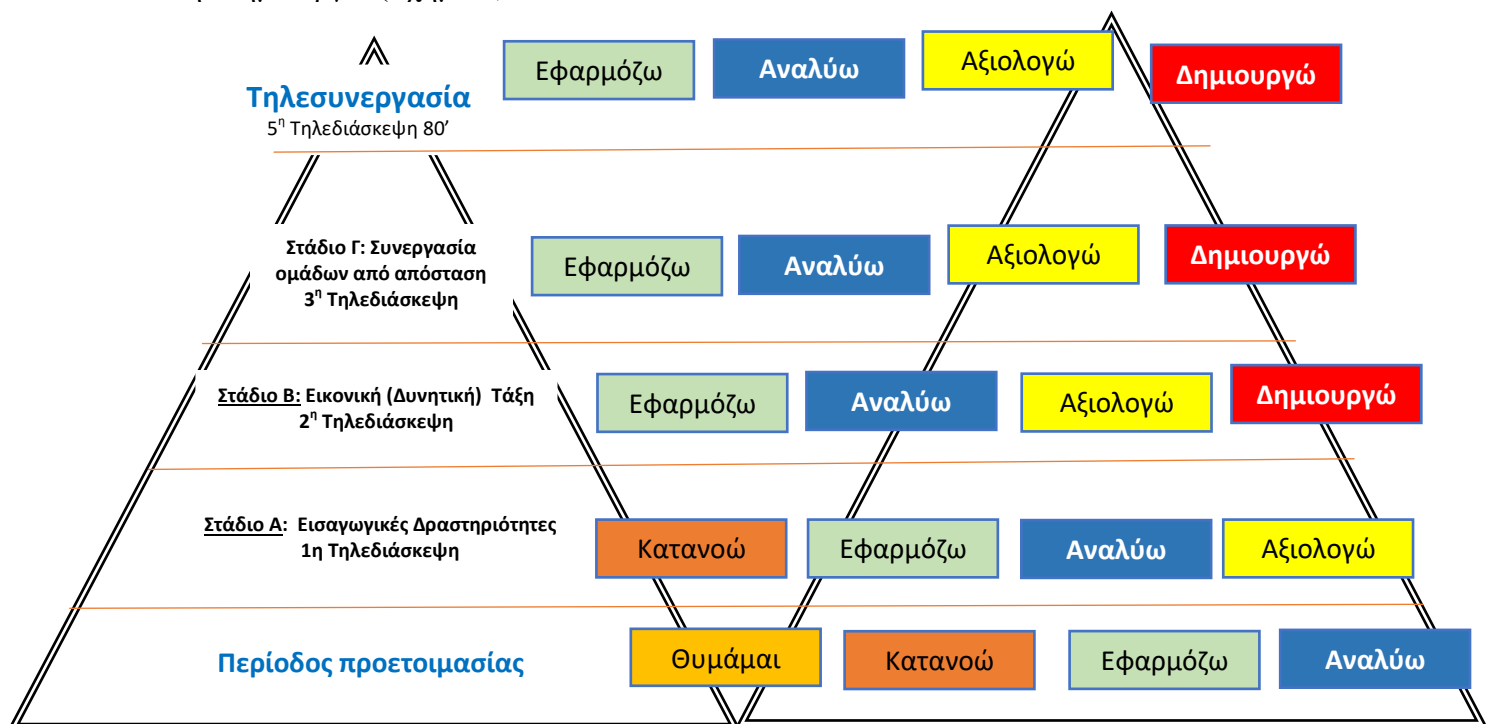 Εφαρμόζω Αναλύω Αξιολογώ Δημιουργώ
Τηλεσυνεργασία
5η Τηλεδιάσκεψη 80’
Στάδιο Γ: Συνεργασία
ομάδων από απόσταση
3η Τηλεδιάσκεψη
Εφαρμόζω Αναλύω Αξιολογώ Δημιουργώ
Στάδιο Β: Εικονική (Δυνητική) Τάξη
2η Τηλεδιάσκεψη
Εφαρμόζω Αναλύω Αξιολογώ Δημιουργώ
Στάδιο Α: Εισαγωγικές Δραστηριότητες
1η Τηλεδιάσκεψη
Κατανοώ Εφαρμόζω Αναλύω Αξιολογώ
Περίοδος προετοιμασίας
Θυμάμαι Κατανοώ Εφαρμόζω Αναλύω